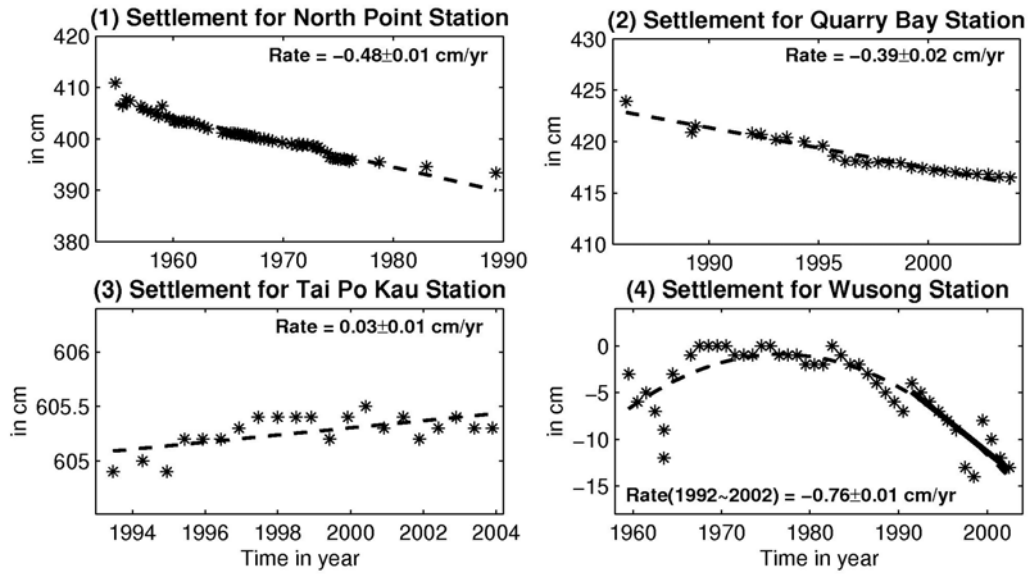 (1) Settlement for North Point Station
420
410
400
390
380
in cm
Rate = −0.48±0.01 cm/yr
1960
1970
1980
1990
(2) Settlement for Quarry Bay Station
430
425
420
415
410
in cm
Rate = −0.39±0.02 cm/yr
1990
1995
2000
(3) Settlement for Tai Po Kau Station
606
605.5
605
in cm
Rate = 0.03±0.01 cm/yr
1994
1996
1998
2000
2002
2004
Time in year
(4) Settlement for Wusong Station
0
−5
−10
−15
in cm
Rate(1992~2002) = −0.76±0.01 cm/yr
1960
1970
1980
1990
2000
Time in year